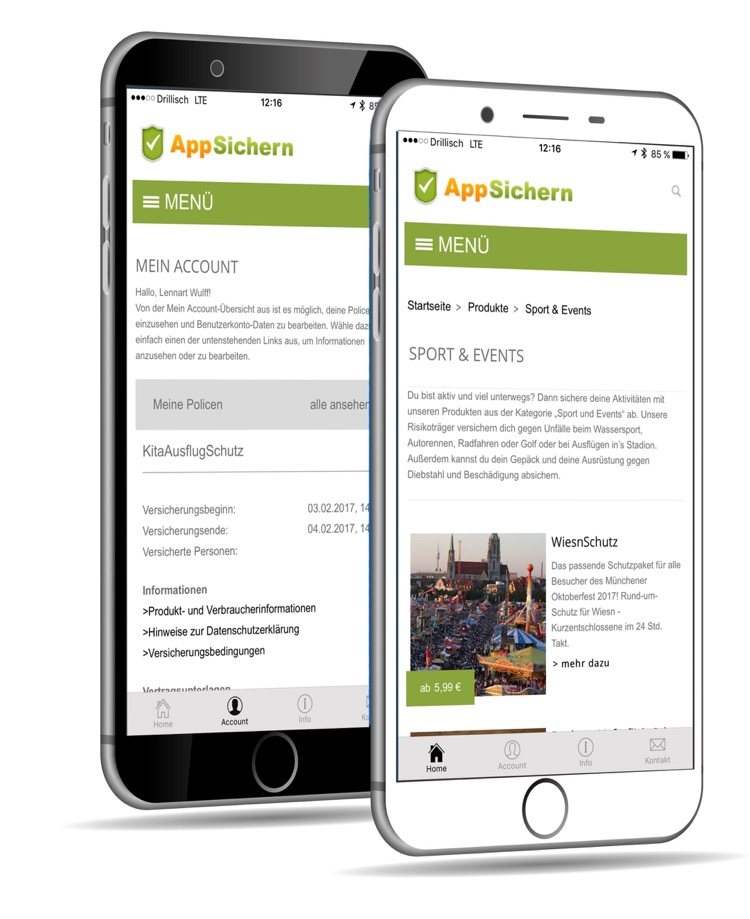 Drillisch LTE 12:16 85
AppSichern
MENÜ
MEIN ACCOUNT
Hallo, Lennart Wulff!
Von der Mein Account-Übersicht aus ist es möglich, deine Police
einzusehen und Benutzerkonto-Daten zu bearbeiten. Wähle daz
einfach einen der untenstehenden Links aus, um Informationen
anzusehen oder zu bearbeiten.
Meine Policen alle ansehen
KitaAusflugSchutz
Versicherungsbeginn: 03.02.2017, 14
Versicherungsende: 04.02.2017, 14
Versicherte Personen:
Informationen
>Produkt- und Verbraucherinformationen
>Hinweise zur Datenschutzerklärung
>Versicherungsbedingungen
Vertragsunterlagen
Home Account Info Ko
Drillisch LTE 12:16 85 %
AppSichern
MENÜ
Startseite > Produkte > Sport & Events
SPORT & EVENTS
Du bist aktiv und viel unterwegs? Dann sichere deine Aktivitäten mit
unseren Produkten aus der Kategorie „Sport und Events“ ab. Unsere
Risikoträger versichern dich gegen Unfälle beim Wassersport,
Autorennen, Radfahren oder Golf oder bei Ausflügen in's Stadion.
Außerdem kannst du dein Gepäck und deine Ausrüstung gegen
Diebstahl und Beschädigung absichern.
WiesnSchutz
Das passende Schutzpaket für alle
Besucher des Münchener
Oktoberfest 2017! Rund-um-
Schutz für Wiesn -
Kurzentschlossene im 24 Std.
Takt.
> mehr dazu
ab 5,99 €
Home Account Info Kontakt